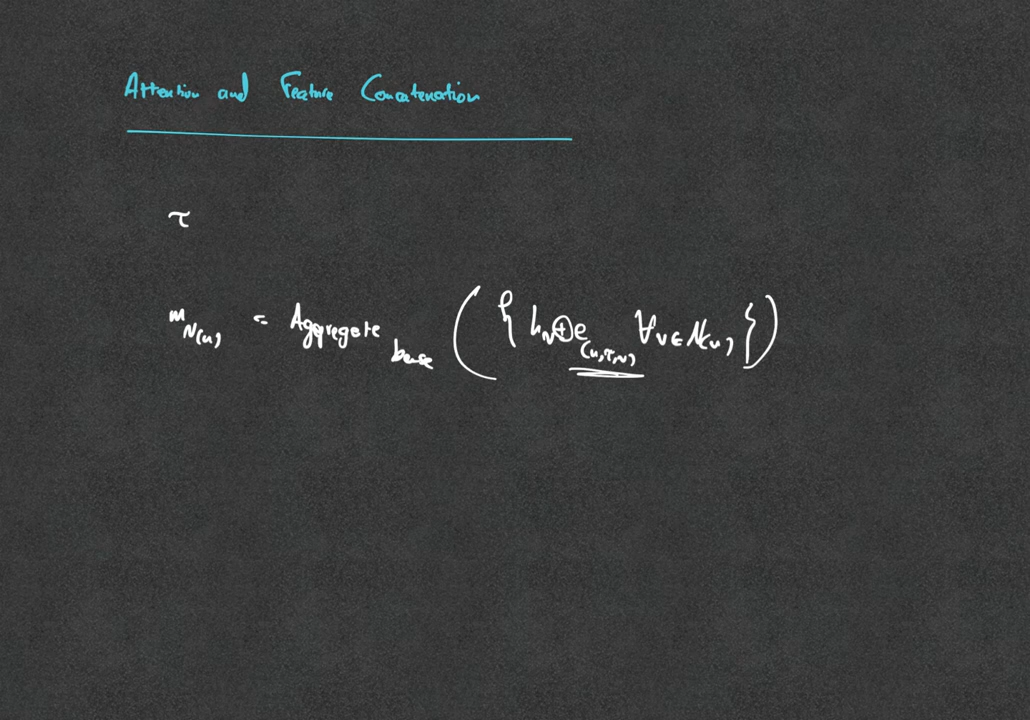 Attention and Feature Concatenation
τ
m_N(u) = Aggregate_base ( { h_v ⊕ e_(u,τ,v) ∀ v ∈ N(u) } )